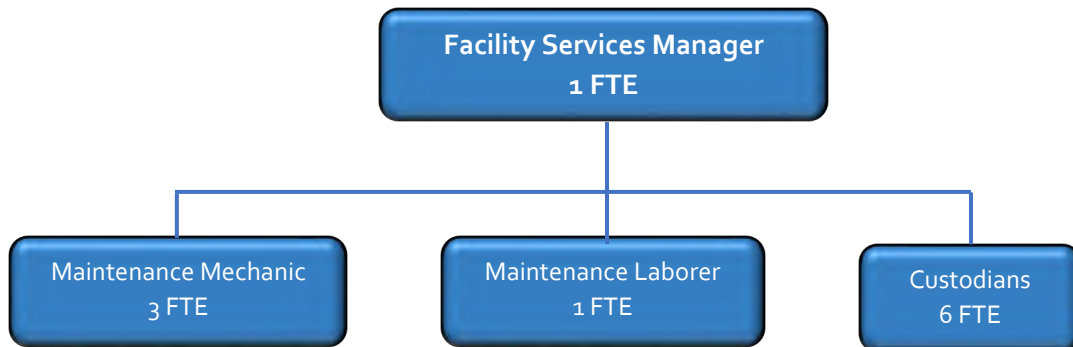 Facility Services Manager
1 FTE
Maintenance Mechanic
3 FTE
Maintenance Laborer
1 FTE
Custodians
6 FTE